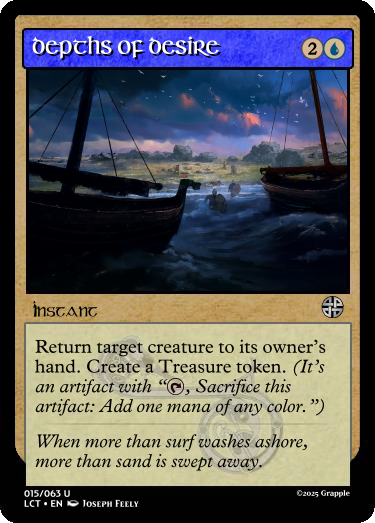 Depths of Desire 2
Instant
Return target creature to its owner's
hand. Create a Treasure token. (It's
an artifact with “, Sacrifice this
artifact: Add one mana of any color.”)
When more than surf washes ashore,
more than sand is swept away.
015/063 U
LCT • EN Joseph Feely
©2025 Grapple